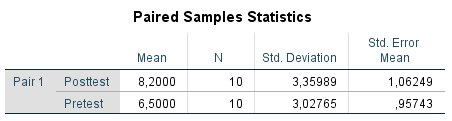 Paired Samples Statistics
Mean N Std. Deviation Std. Error Mean
Pair 1 Posttest 8,2000 10 3,35989 1,06249
Pretest 6,5000 10 3,02765 ,95743